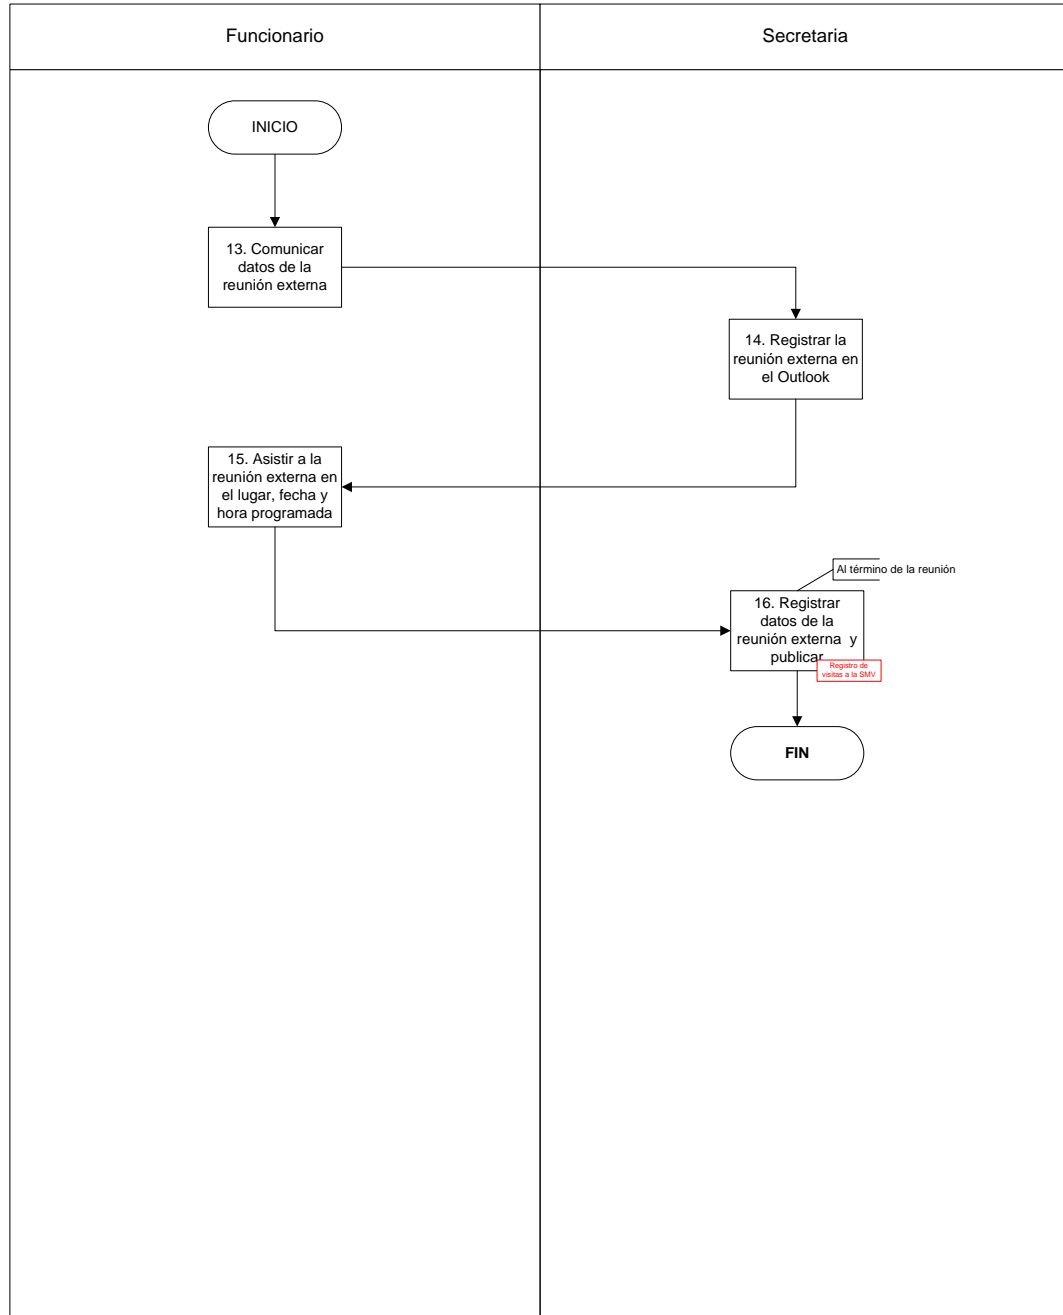 Funcionario
Secretaria
INICIO
13. Comunicar
datos de la
reunión externa
14. Registrar la
reunión externa en
el Outlook
15. Asistir a la
reunión externa en
el lugar, fecha y
hora programada
Al término de la reunión
16. Registrar
datos de la
reunión externa  y
publicar
Registro de
visitas a la SMV
FIN